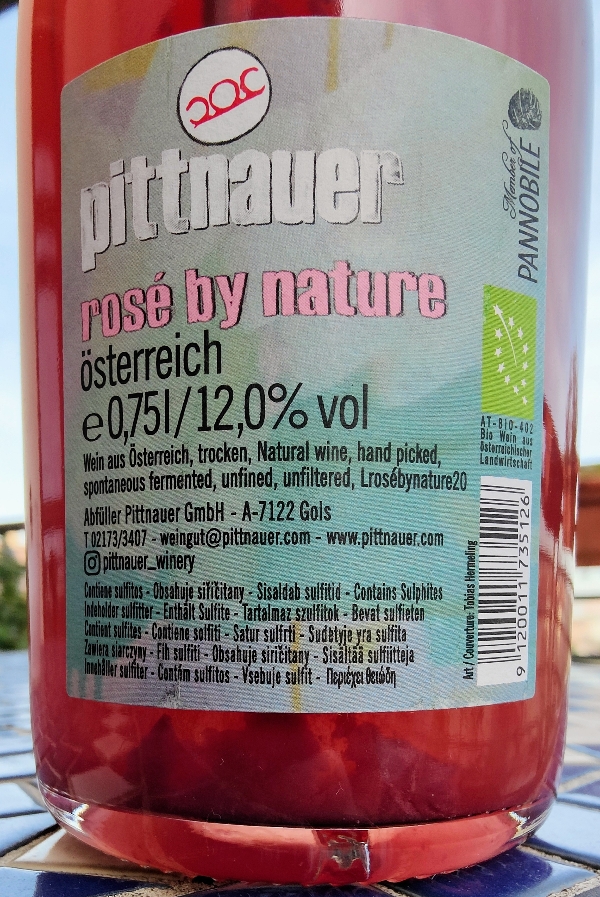 pittnauer
rosé by nature
österreich
e 0,75l/12,0% vol
Wein aus Österreich, trocken, Natural wine, hand picked,
spontaneous fermented, unfined, unfiltered, Lrosébynature20
Abfüller Pittnauer GmbH - A-7122 Gols
T 02173/3407 - weingut@pittnauer.com - www.pittnauer.com
pittnauer_winery
Contiene sulfitos - Obsahuje siřičitany - Sisaldab sulfitid - Contains Sulphites
Indeholder sulfitter - Enthält Sulfite - Tartalmaz szulfitok - Bevat sulfieten
Contient sulfites - Contiene solfiti - Satur sulfīti - Sudėtyje yra sulfita
Zawiera siarczyny - Fih sulfiti - Obsahuje siričitany - Sisältää sulfiitteja
Innehåller sulfiter - Contém sulfitos - Vsebuje sulfit - Περιέχει θειώδη
Member of
PANNOBILE
AT-BIO-402
Bio Wein aus
österreichischer
Landwirtschaft
Art / Couverture: Tobias Hermeling
9 120011 735126